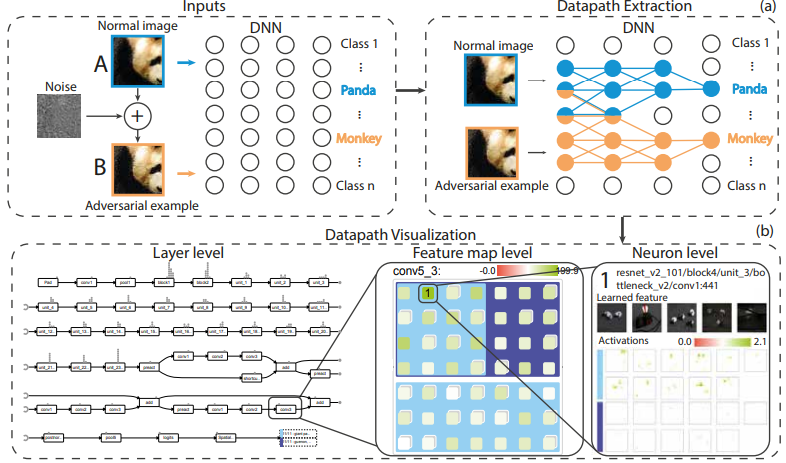 Inputs
Datapath Extraction
(a)
Normal image
DNN
DNN
A
Class 1
Normal image
Class 1
Noise
Panda
Panda
+
Monkey
Monkey
B
Class n
Class n
Adversarial example
Adversarial example
(b)
Datapath Visualization
Layer level
Feature map level
Neuron level
conv5_3:
-0.0
199.9
1
1
resnet_v2_101/block4/unit_3/bo
ttleneck_v2/conv1:441
Learned feature
Activations
0.0
2.1
Pad
conv1
pool1
block1
block2
unit_1
unit_2
unit_3
unit_4
unit_5
unit_6
unit_7
unit_8
unit_9
unit_10..
unit_11..
unit_12..
unit_13..
unit_14..
unit_15..
unit_16..
unit_17..
unit_18..
unit_19..
unit_20..
conv1
conv2
conv3
unit_21..
unit_22..
unit_23..
preact
add
preact
shortcu..
add
add
conv1
conv2
conv3
preact
conv1
conv2
conv3
postnor..
pool5
logits
Spatial..